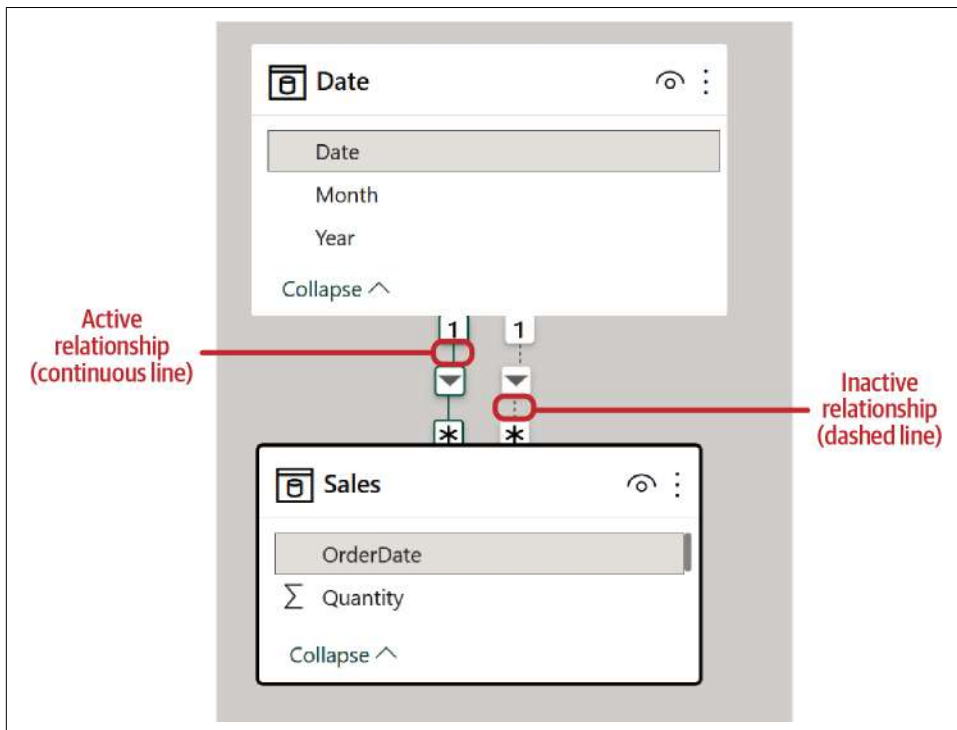 Date
Date
Month
Year
Collapse
1 1
Active
relationship
(continuous line)
Inactive
relationship
(dashed line)
* *
Sales
OrderDate
Σ Quantity
Collapse